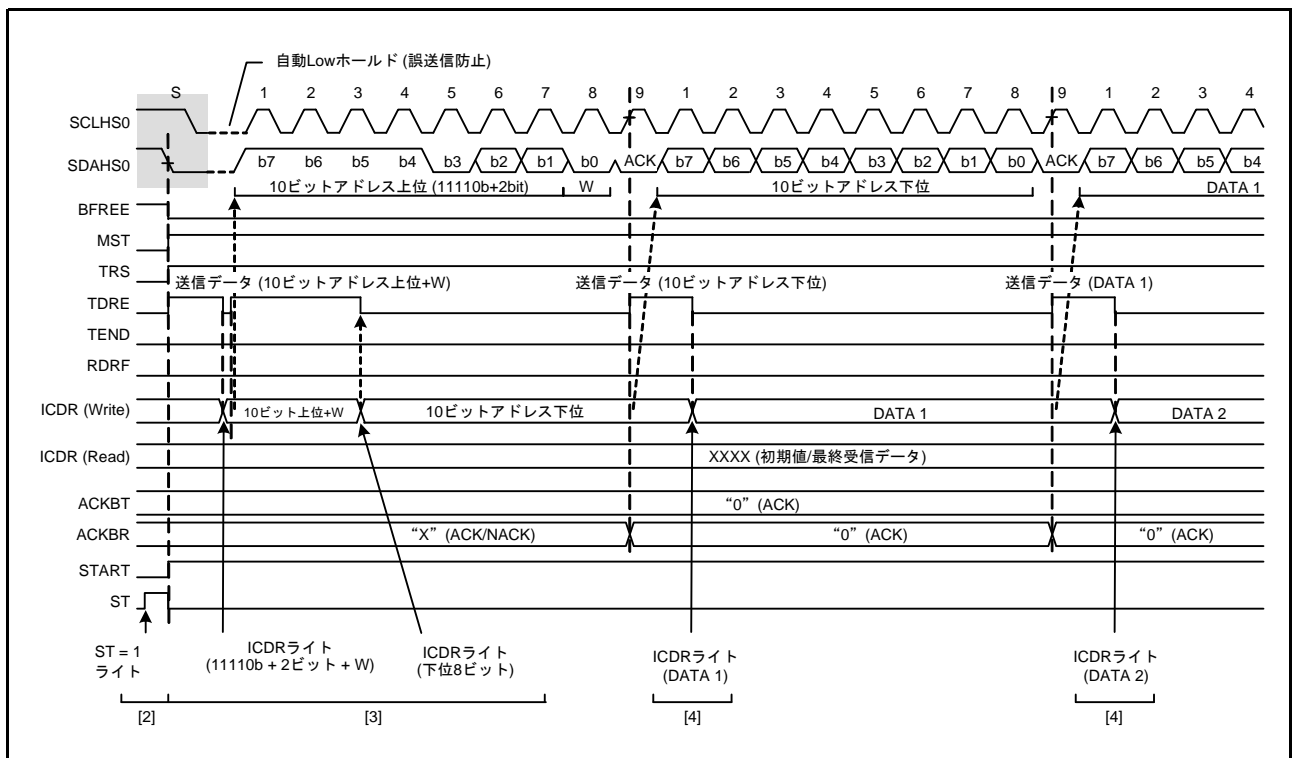 自動Lowホールド (誤送信防止)
S 1 2 3 4 5 6 7 8 9 1 2 3 4 5 6 7 8 9 1 2 3 4
SCLHS0
SDAHS0 b7 b6 b5 b4 b3 b2 b1 b0 ACK b7 b6 b5 b4 b3 b2 b1 b0 ACK b7 b6 b5 b4
10ビットアドレス上位 (11110b+2bit) W 10ビットアドレス下位 DATA 1
BFREE
MST
TRS
送信データ (10ビットアドレス上位+W) 送信データ (10ビットアドレス下位) 送信データ (DATA 1)
TDRE
TEND
RDRF
ICDR (Write) 10ビット上位+W 10ビットアドレス下位 DATA 1 DATA 2
ICDR (Read) XXXX (初期値/最終受信データ)
ACKBT “0” (ACK)
ACKBR “X” (ACK/NACK) “0” (ACK) “0” (ACK)
START
ST
ST = 1
ライト
ICDRライト
(11110b + 2ビット + W)
ICDRライト
(下位8ビット)
ICDRライト
(DATA 1)
ICDRライト
(DATA 2)
[2] [3] [4] [4]